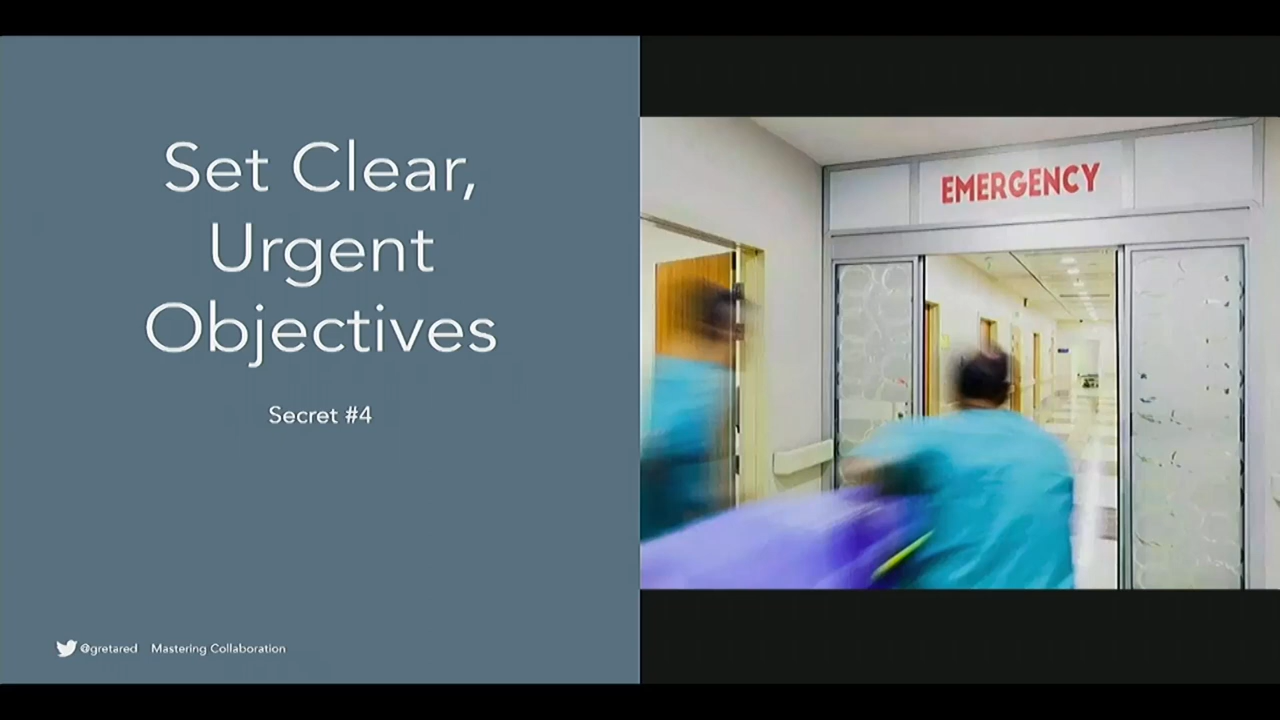 Set Clear,
Urgent
Objectives
Secret #4
@gretared Mastering Collaboration
EMERGENCY